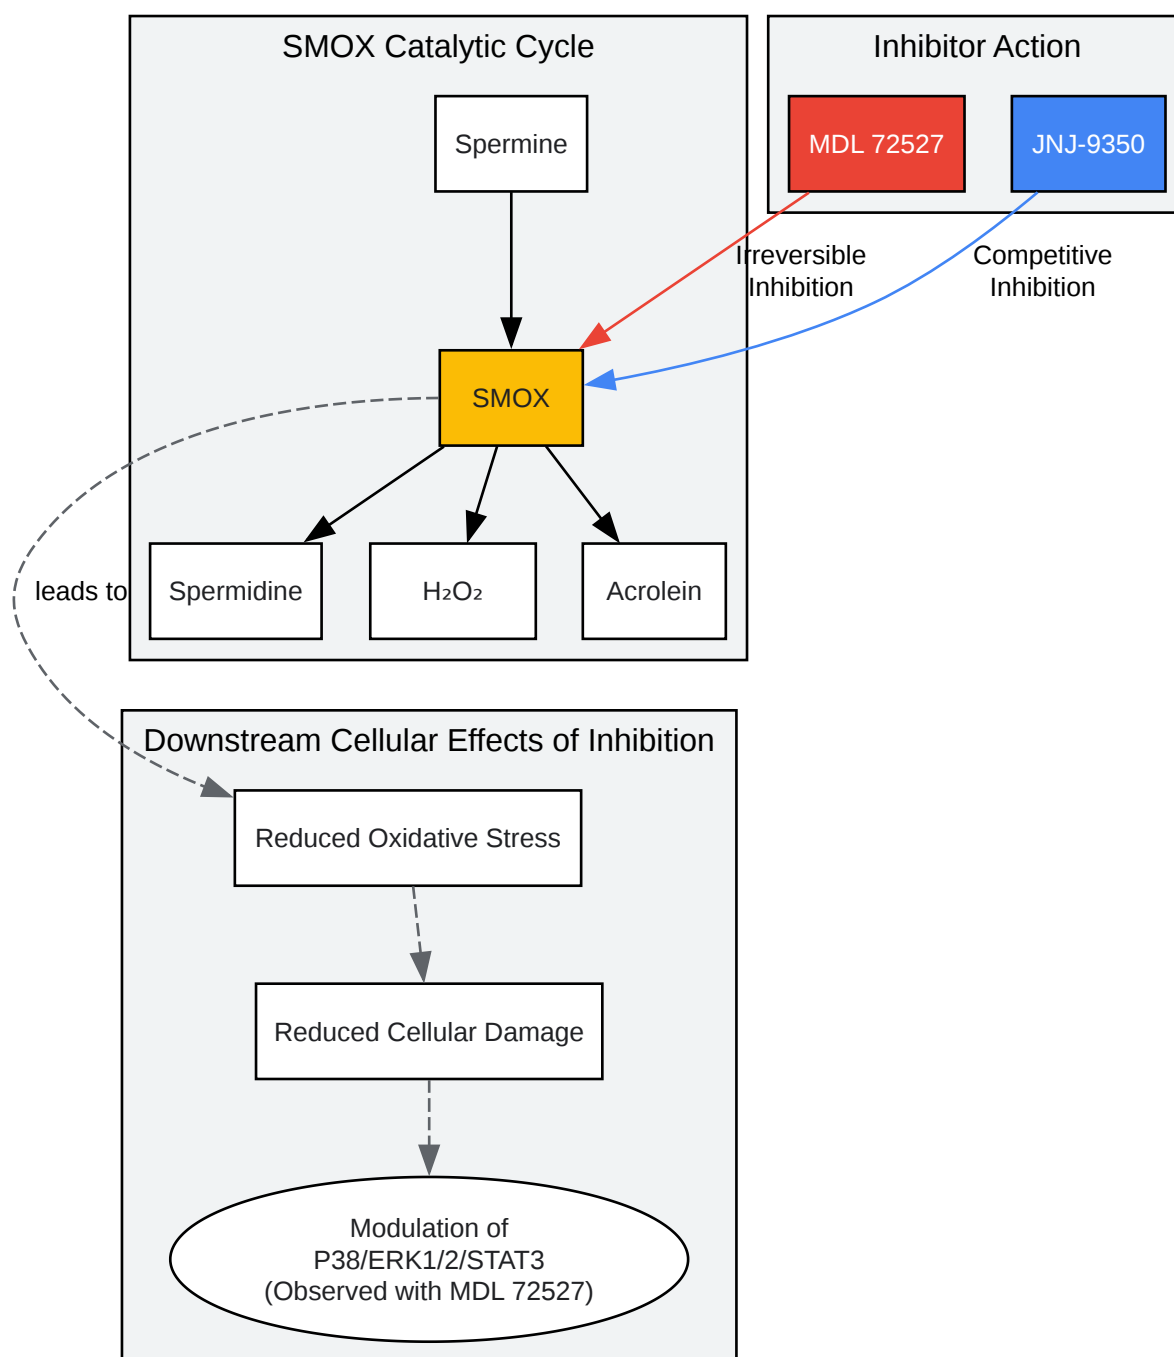 SMOX Catalytic Cycle
Inhibitor Action
Spermine
MDL 72527
JNJ-9350
Irreversible
Inhibition
Competitive
Inhibition
SMOX
leads to
Spermidine
H₂O₂
Acrolein
Downstream Cellular Effects of Inhibition
Reduced Oxidative Stress
Reduced Cellular Damage
Modulation of
P38/ERK1/2/STAT3
(Observed with MDL 72527)